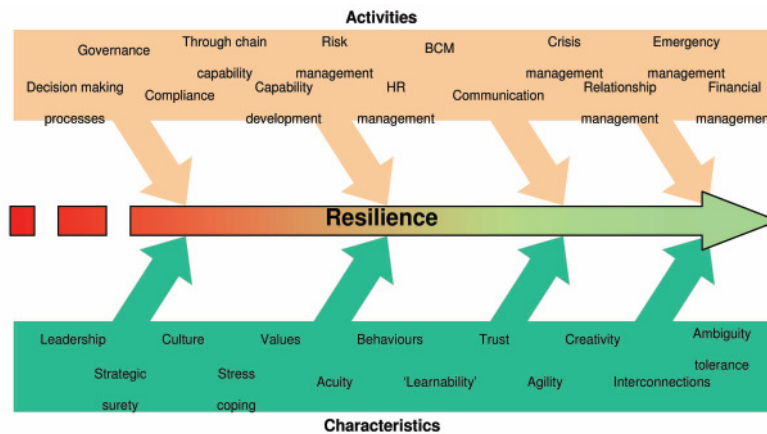 Activities
Governance
Through chain
capability
Risk
management
BCM
Crisis
management
Emergency
management
Decision making
processes
Compliance
Capability
development
HR
management
Communication
Relationship
management
Financial
management
Resilience
Leadership
Culture
Values
Behaviours
Trust
Creativity
Ambiguity
tolerance
Strategic
surety
Stress
coping
Acuity
'Learnability'
Agility
Interconnections
Characteristics